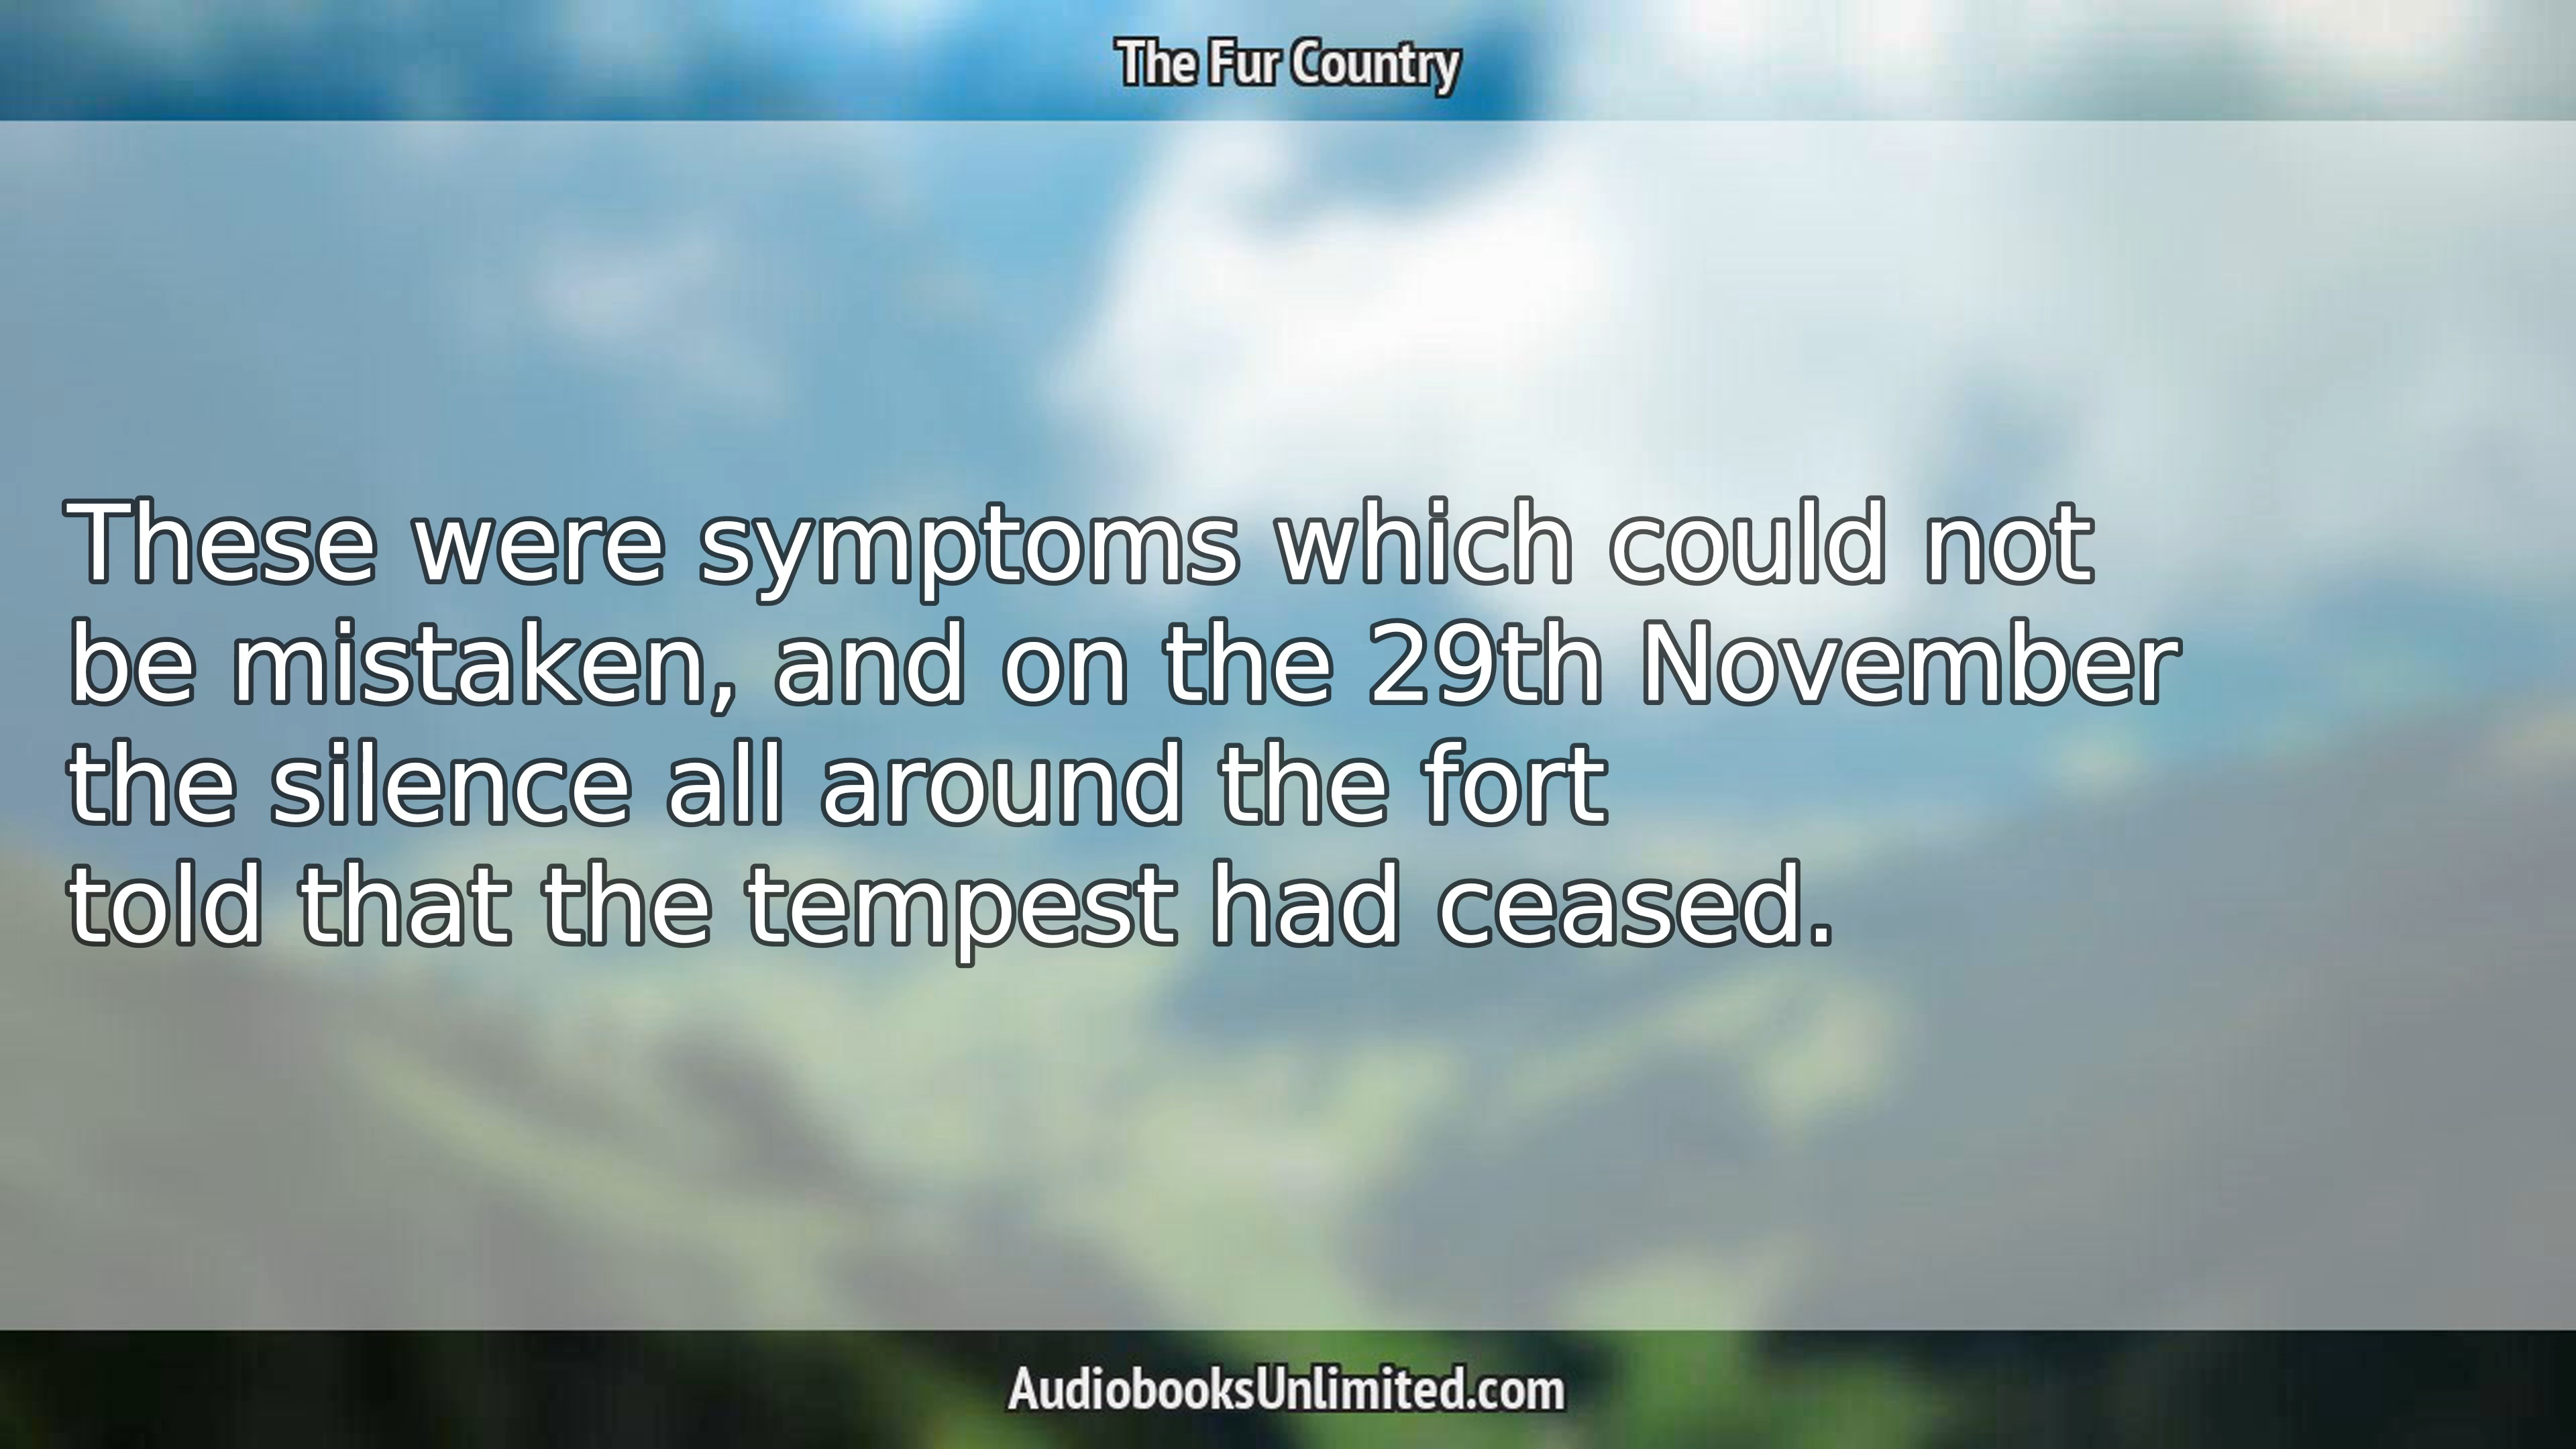 The Fur Country
These were symptoms which could not
be mistaken, and on the 29th November
the silence all around the fort
told that the tempest had ceased.
AudiobooksUnlimited.com